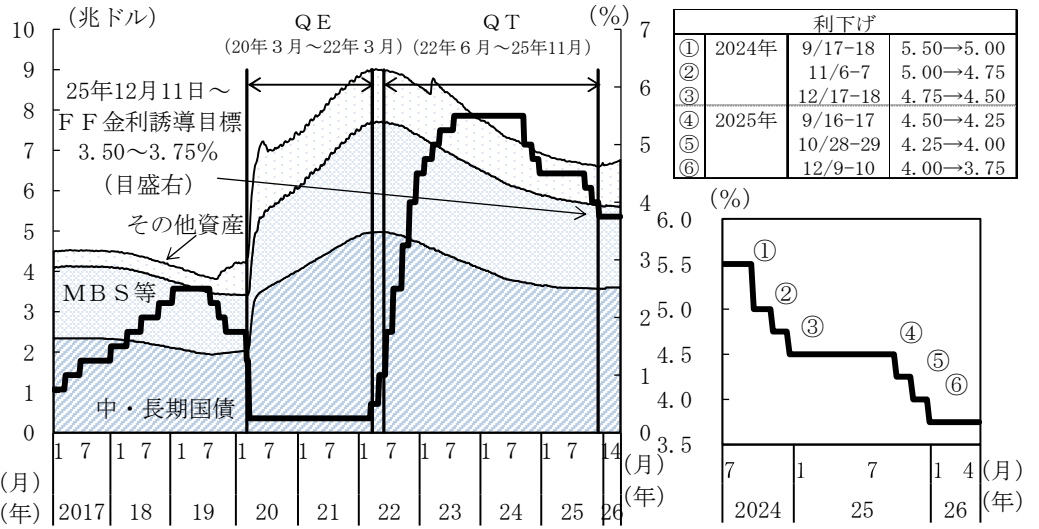 （兆ドル）
（%）
10
9
8
7
6
5
4
3
2
1
0
7
6
5
4
3
2
1
0
ＱＥ
（20年３月～22年３月）
ＱＴ
（22年６月～25年11月）
25年12月11日～
ＦＦ金利誘導目標
3.50～3.75%
（目盛右）
その他資産
ＭＢＳ等
中・長期国債
1 7 1 7 1 7 1 7 1 7 1 7 1 7 1 7 1 7 14
（月）
（月）
（年）
2017 18 19 20 21 22 23 24 25 26
（年）
利下げ
① 2024年 9/17-18 5.50→5.00
② 11/6-7 5.00→4.75
③ 12/17-18 4.75→4.50
④ 2025年 9/16-17 4.50→4.25
⑤ 10/28-29 4.25→4.00
⑥ 12/9-10 4.00→3.75
（%）
6.0
5.5
5.0
4.5
4.0
3.5
①
②
③
④
⑤
⑥
7 1 7 1 4 （月）
2024 25 26 （年）